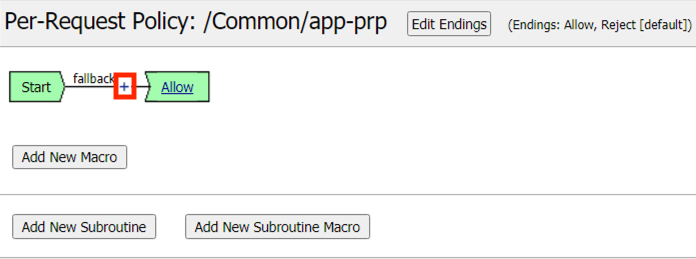 Per-Request Policy: /Common/app-prp Edit Endings (Endings: Allow, Reject [default])
Start fallback + Allow
Add New Macro
Add New Subroutine Add New Subroutine Macro